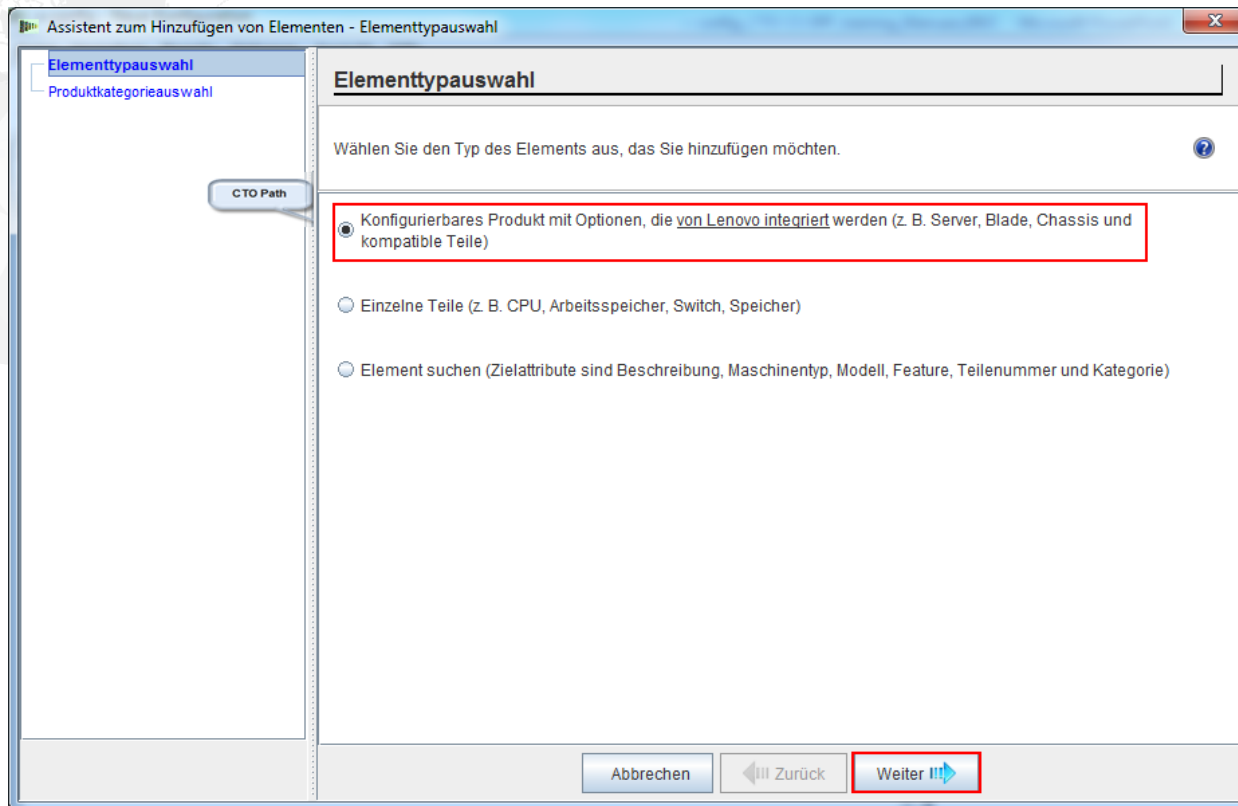 Assistent zum Hinzufügen von Elementen - Elementtypauswahl
Elementtypauswahl
Produktkategorieauswahl
CTO Path
Elementtypauswahl
Wählen Sie den Typ des Elements aus, das Sie hinzufügen möchten.
?
Konfigurierbares Produkt mit Optionen, die von Lenovo integriert werden (z. B. Server, Blade, Chassis und
kompatible Teile)
Einzelne Teile (z. B. CPU, Arbeitsspeicher, Switch, Speicher)
Element suchen (Zielattribute sind Beschreibung, Maschinentyp, Modell, Feature, Teilenummer und Kategorie)
Abbrechen
Zurück
Weiter